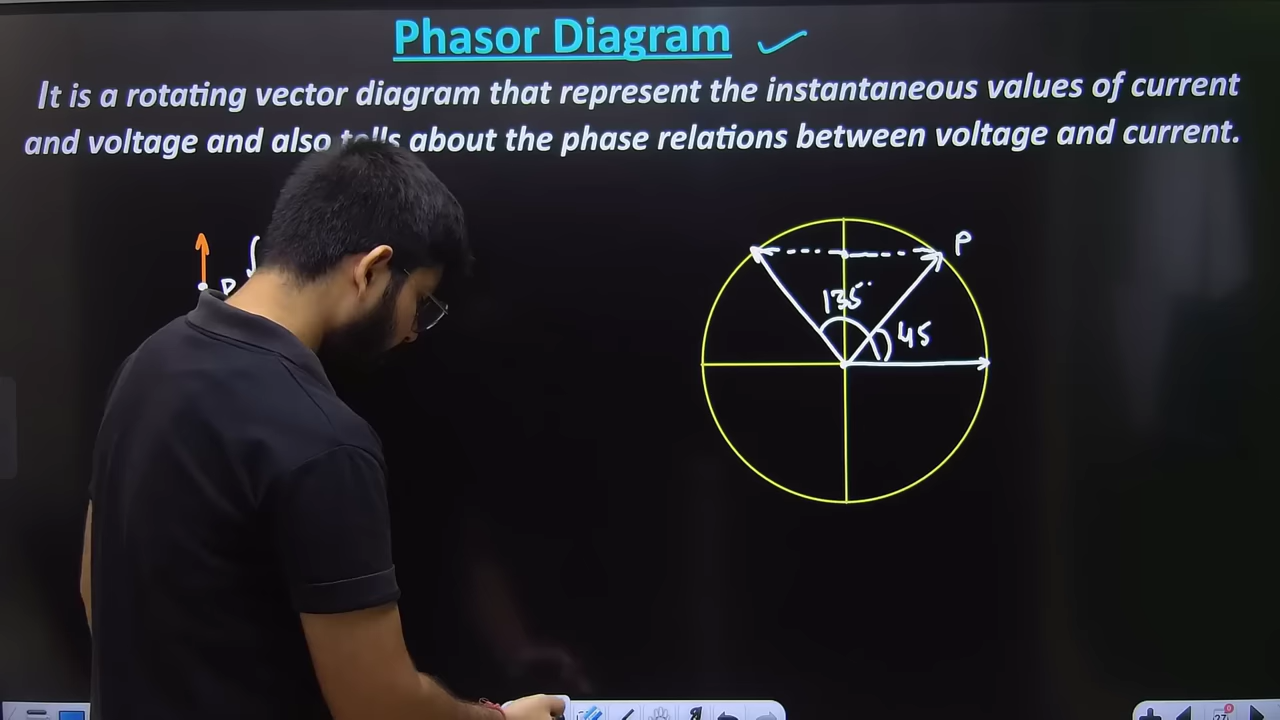 Phasor Diagram
It is a rotating vector diagram that represent the instantaneous values of current
and voltage and also tells about the phase relations between voltage and current.
P
135°
45
27